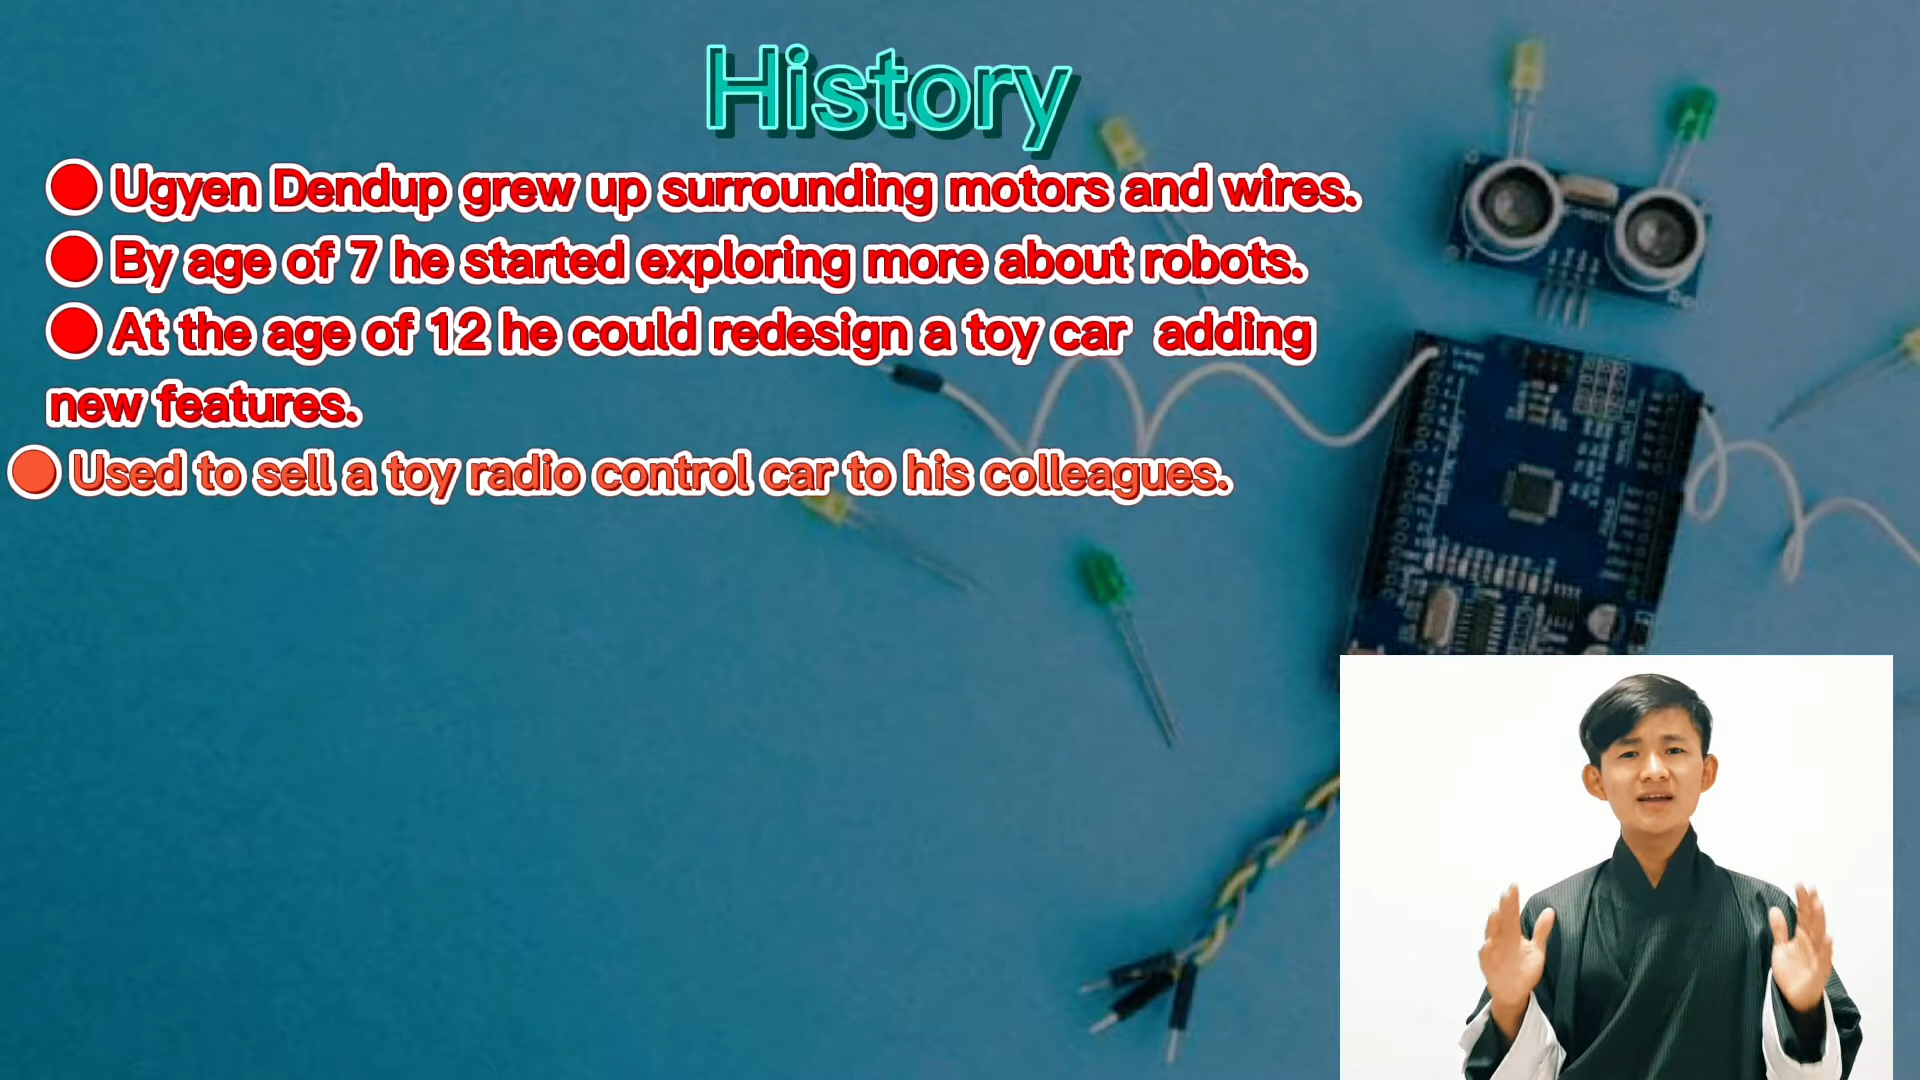 History
🔴 Ugyen Dendup grew up surrounding motors and wires.
🔴 By age of 7 he started exploring more about robots.
🔴 At the age of 12 he could redesign a toy car  adding
new features.
🔴 Used to sell a toy radio control car to his colleagues.